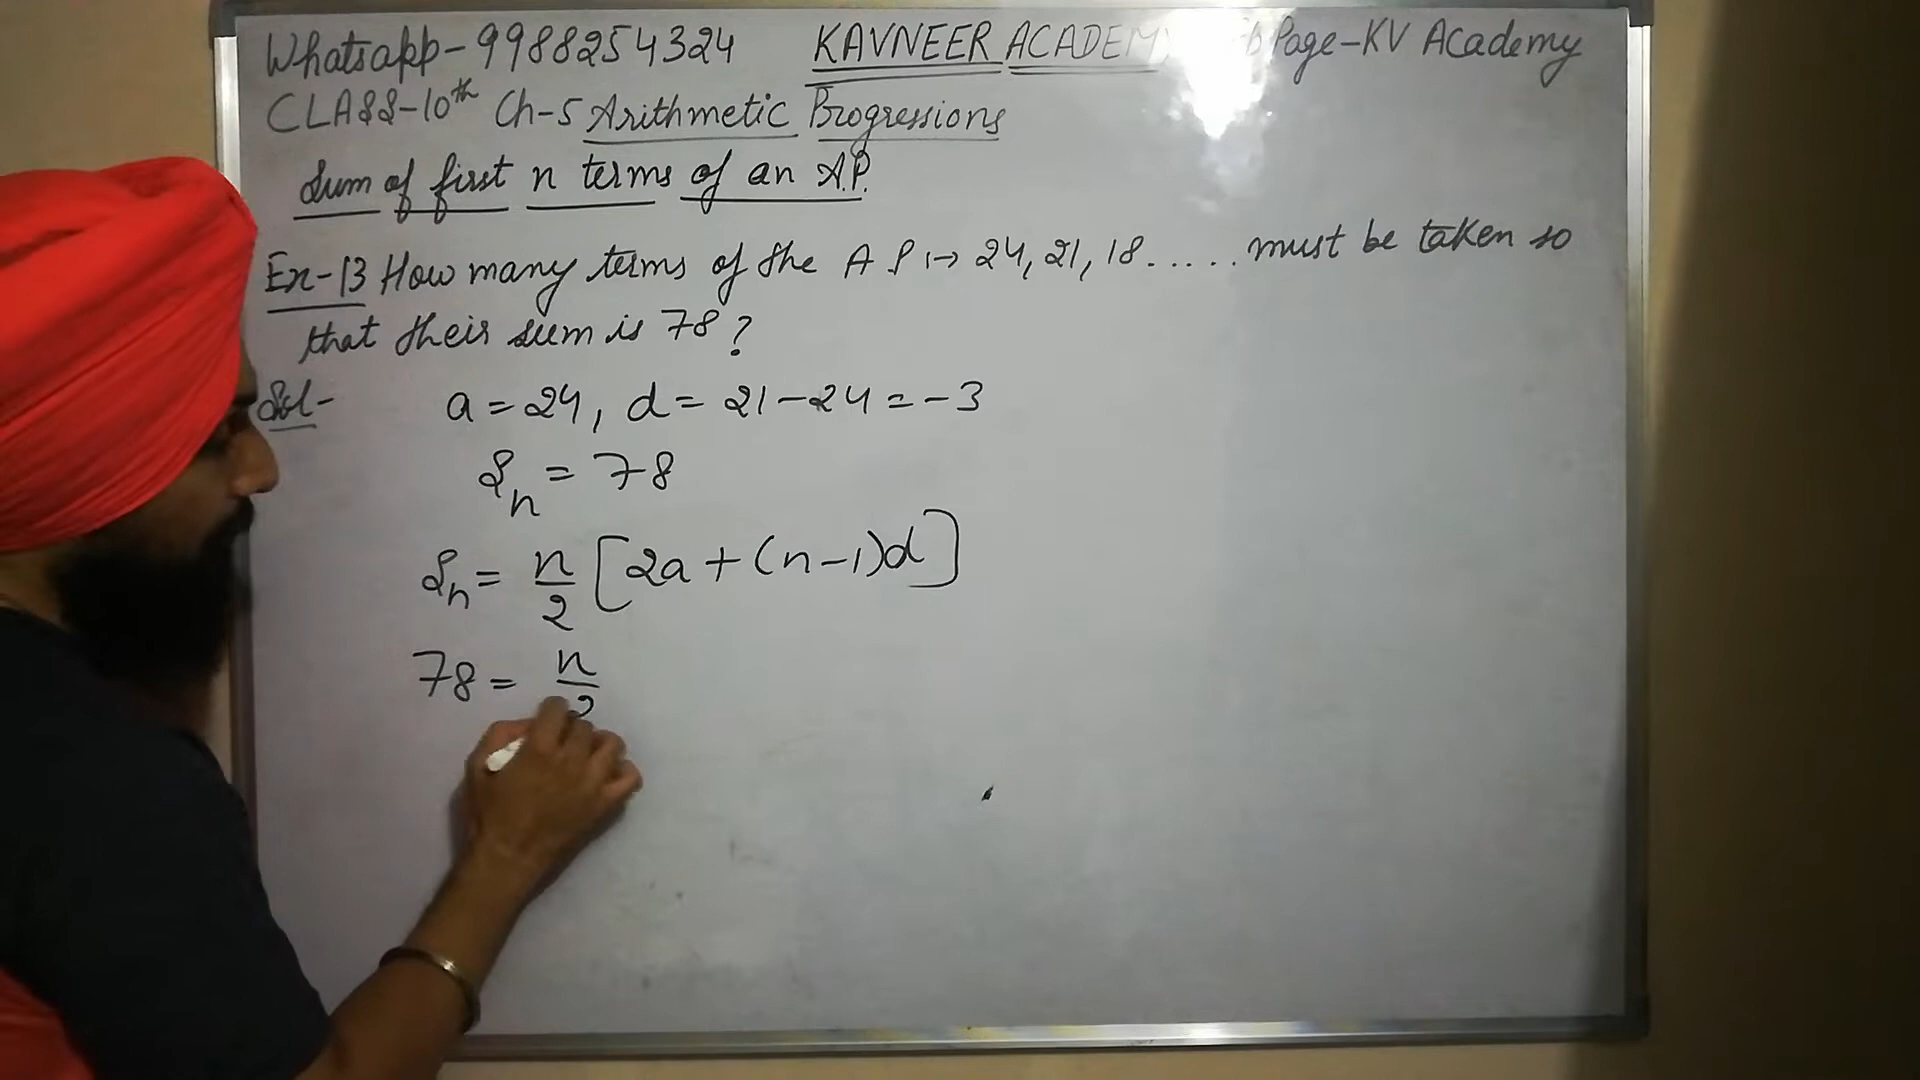 Whatsapp-9988254324 KAVNEER ACADEMY Page-KV Academy
CLASS-10th Ch-5 Arithmetic Progressions
Sum of first n terms of an A.P.
Ex-13 How many terms of the A P :→ 24, 21, 18..... must be taken so
that their sum is 78?
Sol- a = 24, d = 21-24 = -3
Sn = 78
Sn = n/2 [2a + (n-1)d]
78 = n/2